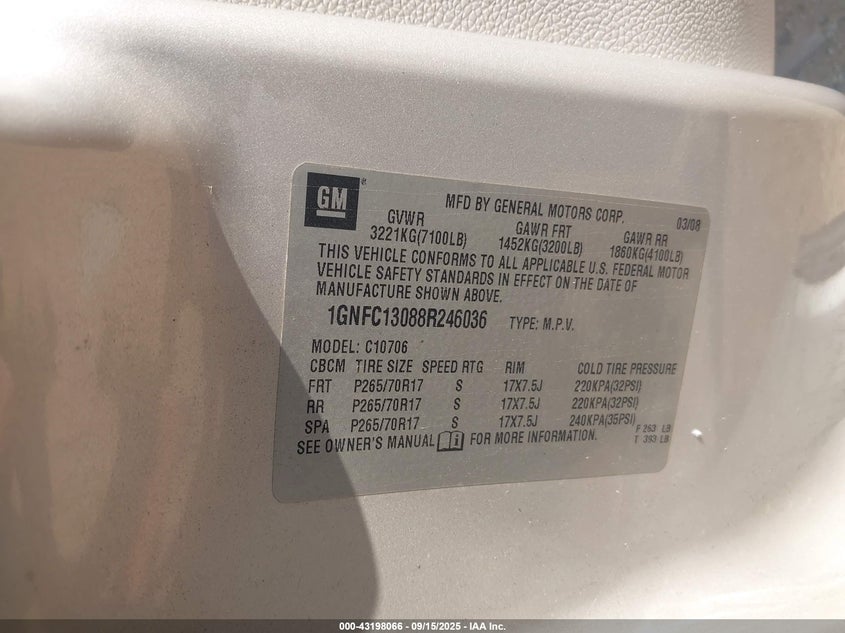 GM
MFD BY GENERAL MOTORS CORP. 03/08
GVWR GAWR FRT GAWR RR
3221KG(7100LB) 1452KG(3200LB) 1860KG(4100LB)
THIS VEHICLE CONFORMS TO ALL APPLICABLE U.S. FEDERAL MOTOR
VEHICLE SAFETY STANDARDS IN EFFECT ON THE DATE OF
MANUFACTURE SHOWN ABOVE.
1GNFC13088R246036 TYPE: M.P.V.
MODEL: C10706
CBCM TIRE SIZE SPEED RTG RIM COLD TIRE PRESSURE
FRT P265/70R17 S 17X7.5J 220KPA(32PSI)
RR P265/70R17 S 17X7.5J 220KPA(32PSI)
SPA P265/70R17 S 17X7.5J 240KPA(35PSI)
SEE OWNER'S MANUAL FOR MORE INFORMATION.
F 263 LB
T 393 LB
000-43198066 - 09/15/2025 - IAA Inc.